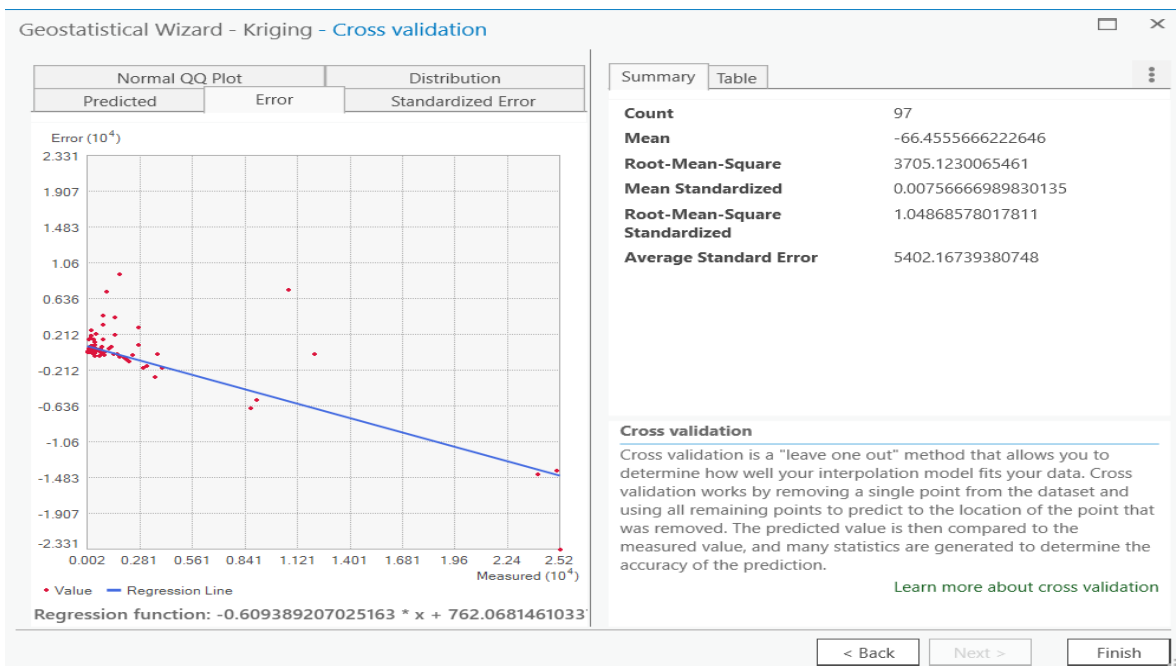 Geostatistical Wizard - Kriging - Cross validation
Normal QQ Plot Distribution
Predicted Error Standardized Error
Error (10⁴)
2.331
1.907
1.483
1.06
0.636
0.212
-0.212
-0.636
-1.06
-1.483
-1.907
-2.331
0.002 0.281 0.561 0.841 1.121 1.401 1.681 1.96 2.24 2.52
Measured (10⁴)
Value Regression Line
Regression function: -0.609389207025163 * x + 762.0681461033
Summary Table
Count 97
Mean -66.4555666222646
Root-Mean-Square 3705.1230065461
Mean Standardized 0.00756666989830135
Root-Mean-Square 1.04868578017811
Standardized
Average Standard Error 5402.16739380748
Cross validation
Cross validation is a "leave one out" method that allows you to
determine how well your interpolation model fits your data. Cross
validation works by removing a single point from the dataset and
using all remaining points to predict to the location of the point that
was removed. The predicted value is then compared to the
measured value, and many statistics are generated to determine the
accuracy of the prediction.
Learn more about cross validation
< Back Next > Finish